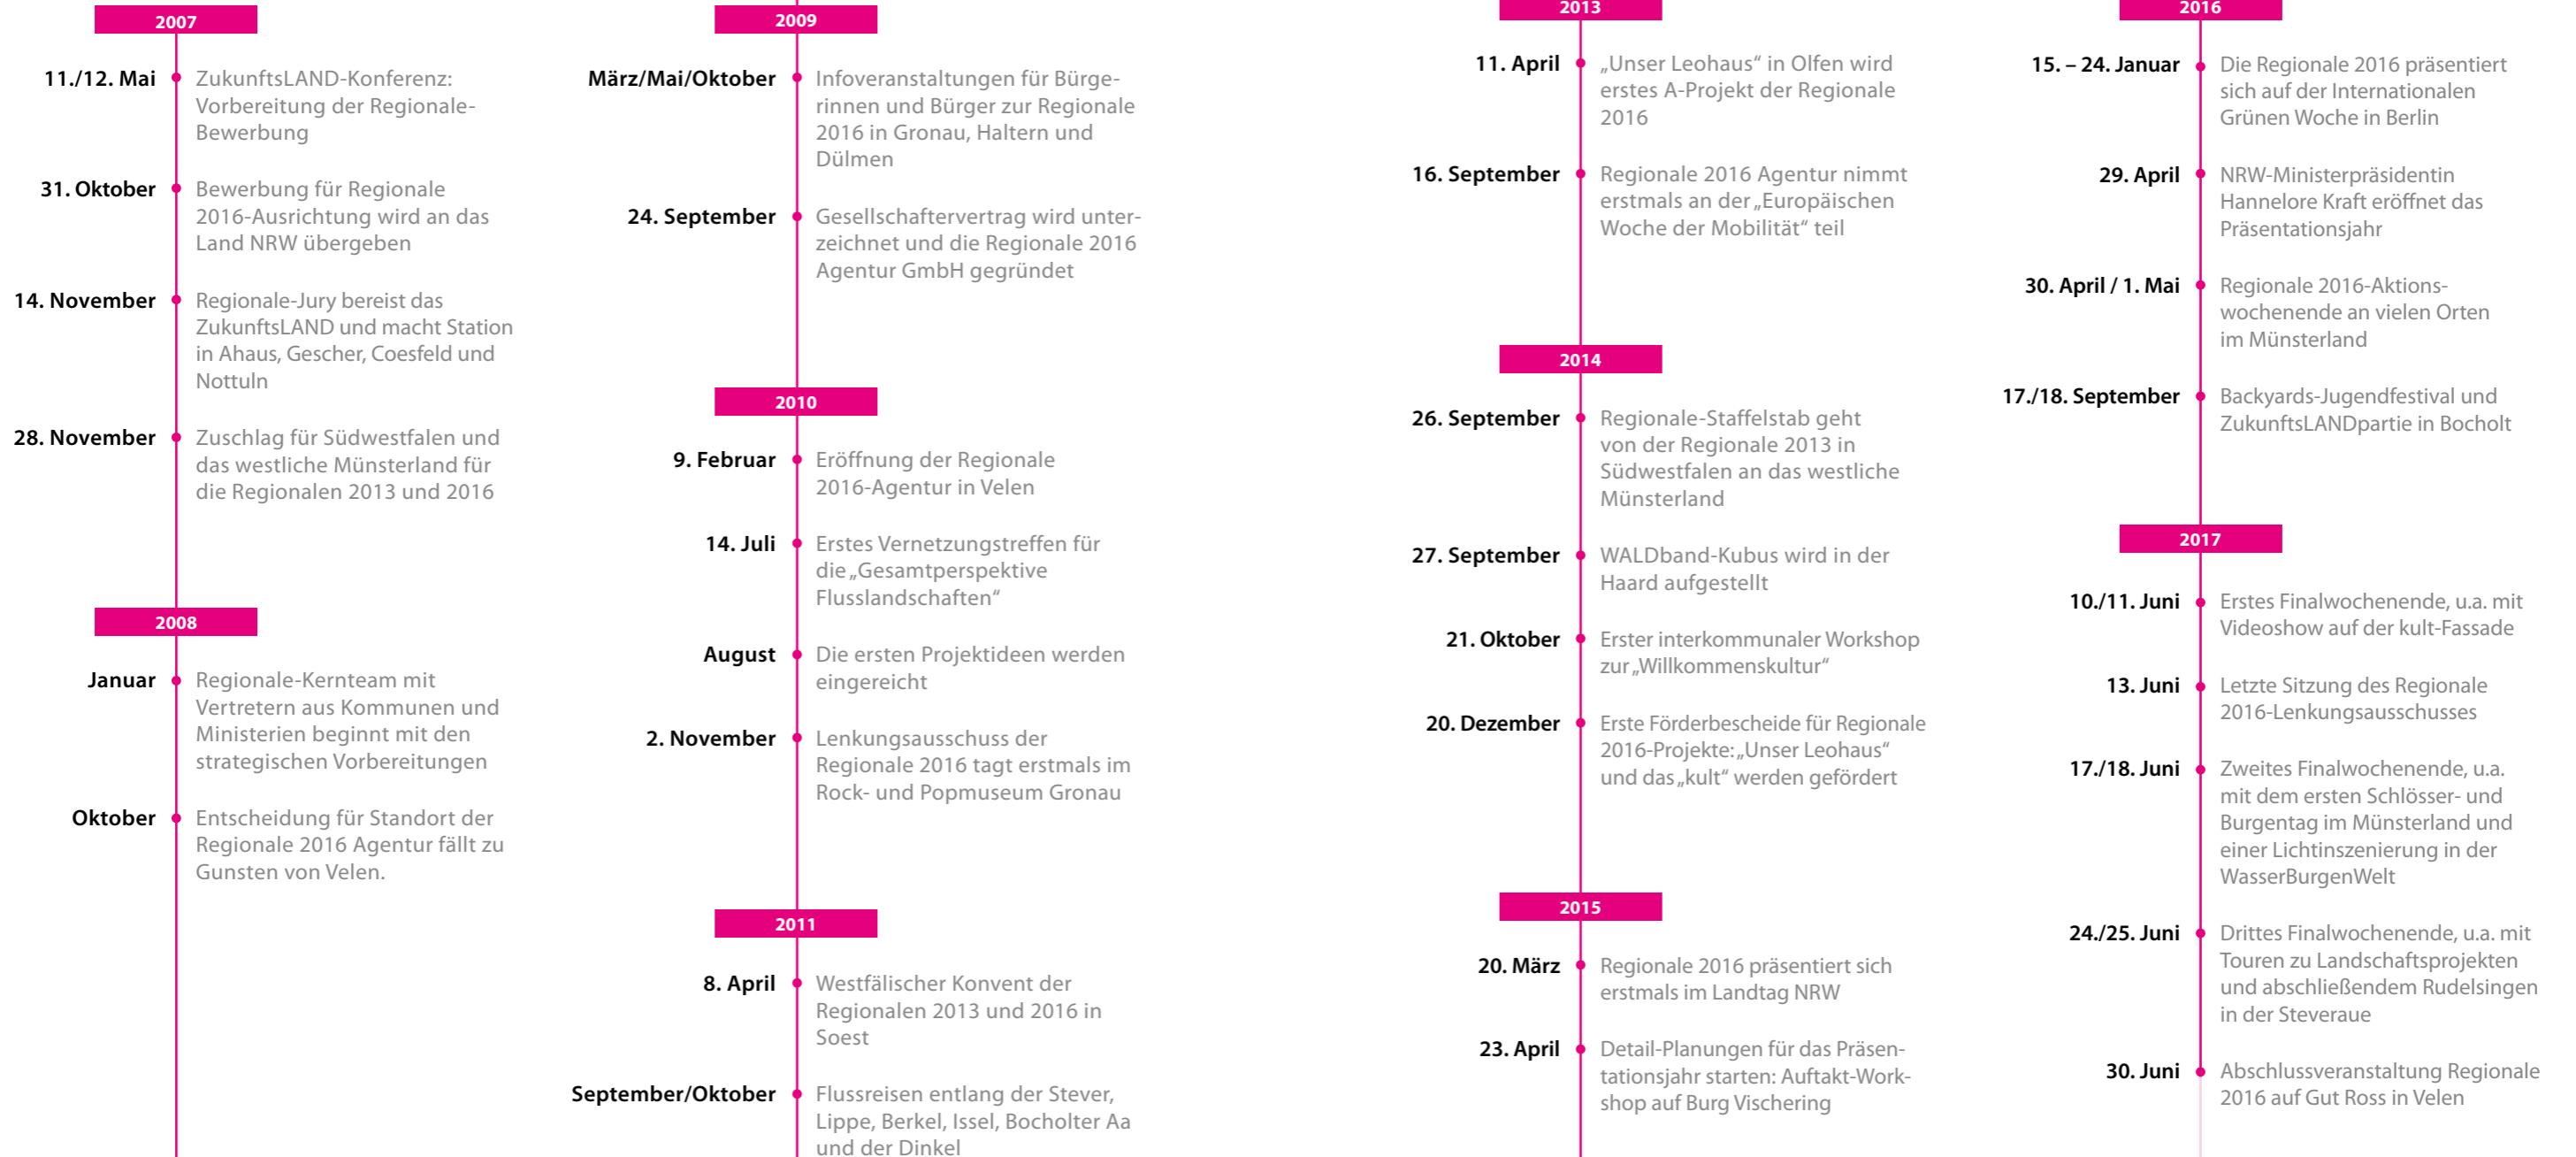 2007
11./12. Mai
ZukunftsLAND-Konferenz:
Vorbereitung der Regionale-
Bewerbung
31. Oktober
Bewerbung für Regionale
2016-Ausrichtung wird an das
Land NRW übergeben
14. November
Regionale-Jury bereist das
ZukunftsLAND und macht Station
in Ahaus, Gescher, Coesfeld und
Nottuln
28. November
Zuschlag für Südwestfalen und
das westliche Münsterland für
die Regionalen 2013 und 2016
2008
Januar
Regionale-Kernteam mit
Vertretern aus Kommunen und
Ministerien beginnt mit den
strategischen Vorbereitungen
Oktober
Entscheidung für Standort der
Regionale 2016 Agentur fällt zu
Gunsten von Velen.
2009
März/Mai/Oktober
Infoveranstaltungen für Bürge-
rinnen und Bürger zur Regionale
2016 in Gronau, Haltern und
Dülmen
24. September
Gesellschaftervertrag wird unter-
zeichnet und die Regionale 2016
Agentur GmbH gegründet
2010
9. Februar
Eröffnung der Regionale
2016-Agentur in Velen
14. Juli
Erstes Vernetzungstreffen für
die „Gesamtperspektive
Flusslandschaften“
August
Die ersten Projektideen werden
eingereicht
2. November
Lenkungsausschuss der
Regionale 2016 tagt erstmals im
Rock- und Popmuseum Gronau
2011
8. April
Westfälischer Konvent der
Regionalen 2013 und 2016 in
Soest
September/Oktober
Flussreisen entlang der Stever,
Lippe, Berkel, Issel, Bocholter Aa
und der Dinkel
2013
11. April
„Unser Leohaus“ in Olfen wird
erstes A-Projekt der Regionale
2016
16. September
Regionale 2016 Agentur nimmt
erstmals an der „Europäischen
Woche der Mobilität“ teil
2014
26. September
Regionale-Staffelstab geht
von der Regionale 2013 in
Südwestfalen an das westliche
Münsterland
27. September
WALDband-Kubus wird in der
Haard aufgestellt
21. Oktober
Erster interkommunaler Workshop
zur „Willkommenskultur“
20. Dezember
Erste Förderbescheide für Regionale
2016-Projekte: „Unser Leohaus“
und das „kult“ werden gefördert
2015
20. März
Regionale 2016 präsentiert sich
erstmals im Landtag NRW
23. April
Detail-Planungen für das Präsen-
tationsjahr starten: Auftakt-Work-
shop auf Burg Vischering
2016
15. – 24. Januar
Die Regionale 2016 präsentiert
sich auf der Internationalen
Grünen Woche in Berlin
29. April
NRW-Ministerpräsidentin
Hannelore Kraft eröffnet das
Präsentationsjahr
30. April / 1. Mai
Regionale 2016-Aktions-
wochenende an vielen Orten
im Münsterland
17./18. September
Backyards-Jugendfestival und
ZukunftsLANDpartie in Bocholt
2017
10./11. Juni
Erstes Finalwochenende, u.a. mit
Videoshow auf der kult-Fassade
13. Juni
Letzte Sitzung des Regionale
2016-Lenkungsausschusses
17./18. Juni
Zweites Finalwochenende, u.a.
mit dem ersten Schlösser- und
Burgentag im Münsterland und
einer Lichtinszenierung in der
WasserBurgenWelt
24./25. Juni
Drittes Finalwochenende, u.a. mit
Touren zu Landschaftsprojekten
und abschließendem Rudelsingen
in der Steveraue
30. Juni
Abschlussveranstaltung Regionale
2016 auf Gut Ross in Velen